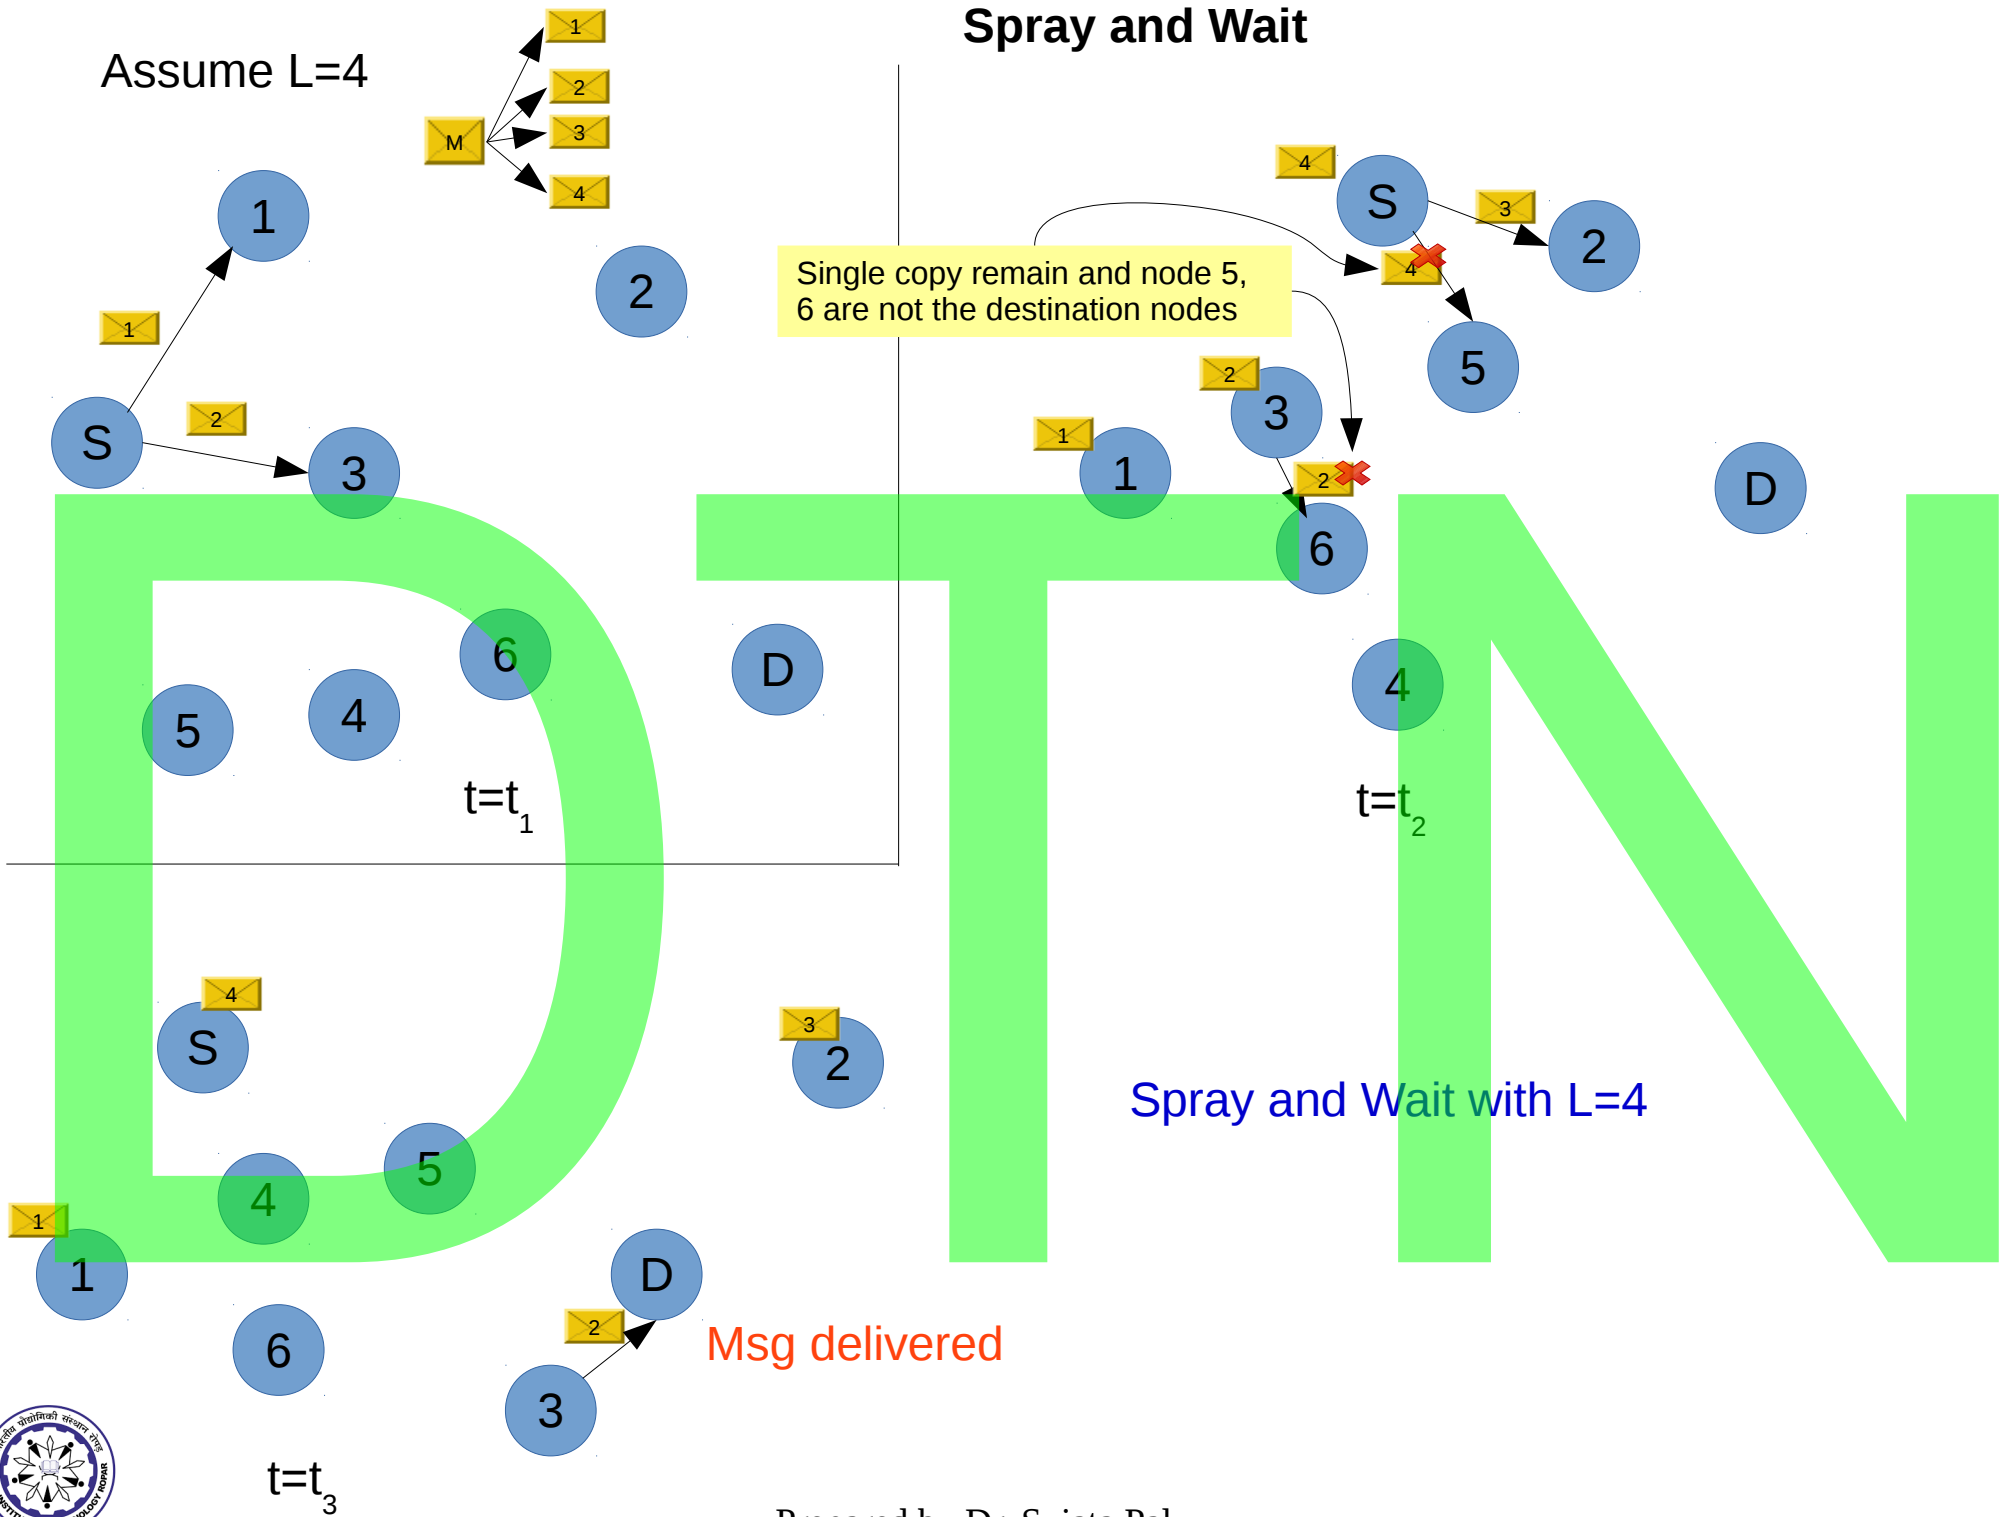 Spray and Wait
Assume L=4
M
1
2
3
4
1
2
1
S
2
3
5
4
6
D
t=t1
Single copy remain and node 5,
6 are not the destination nodes
4
S
3
2
4
5
2
3
1
1
2
6
D
4
t=t2
DTN
4
S
3
2
Spray and Wait with L=4
5
4
1
1
D
6
2
Msg delivered
3
t=t3